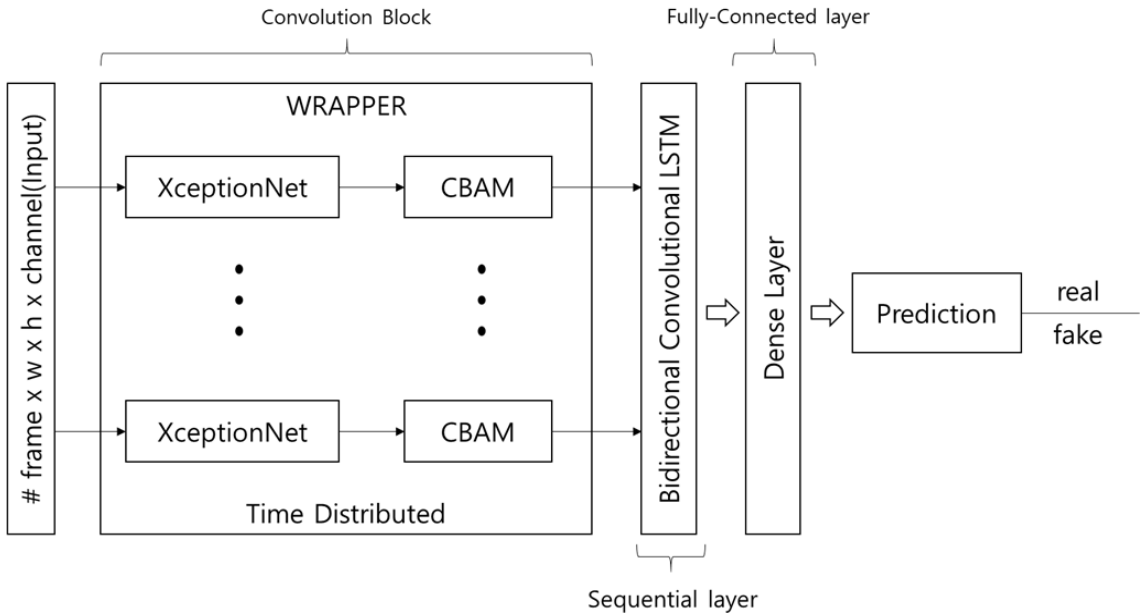 Convolution Block
Fully-Connected layer
# frame x w x h x channel(Input)
WRAPPER
XceptionNet
CBAM
XceptionNet
CBAM
Time Distributed
Bidirectional Convolutional LSTM
Dense Layer
Prediction
real
fake
Sequential layer